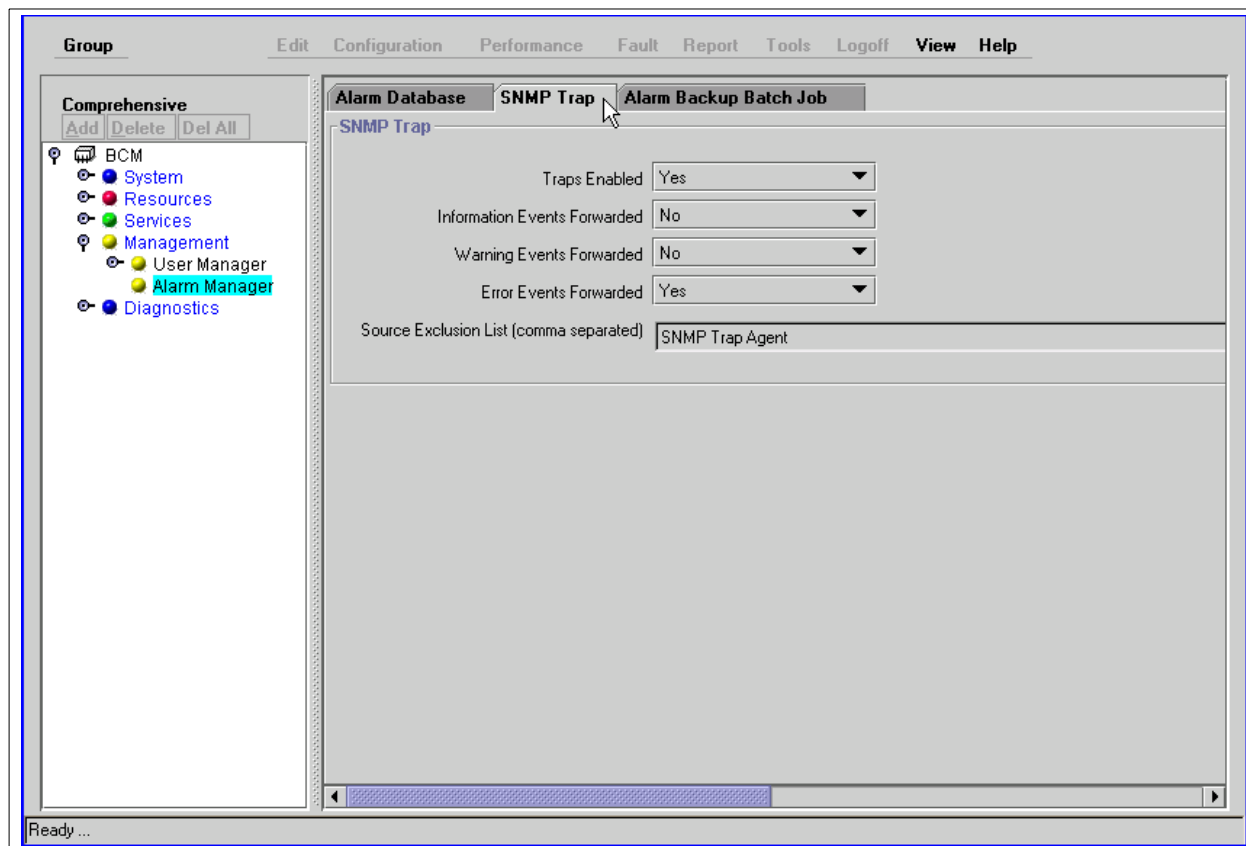 Group Edit Configuration Performance Fault Report Tools Logoff View Help
Comprehensive
Add Delete Del All
BCM
System
Resources
Services
Management
User Manager
Alarm Manager
Diagnostics
Alarm Database SNMP Trap Alarm Backup Batch Job
SNMP Trap
Traps Enabled Yes
Information Events Forwarded No
Warning Events Forwarded No
Error Events Forwarded Yes
Source Exclusion List (comma separated) SNMP Trap Agent
Ready ...